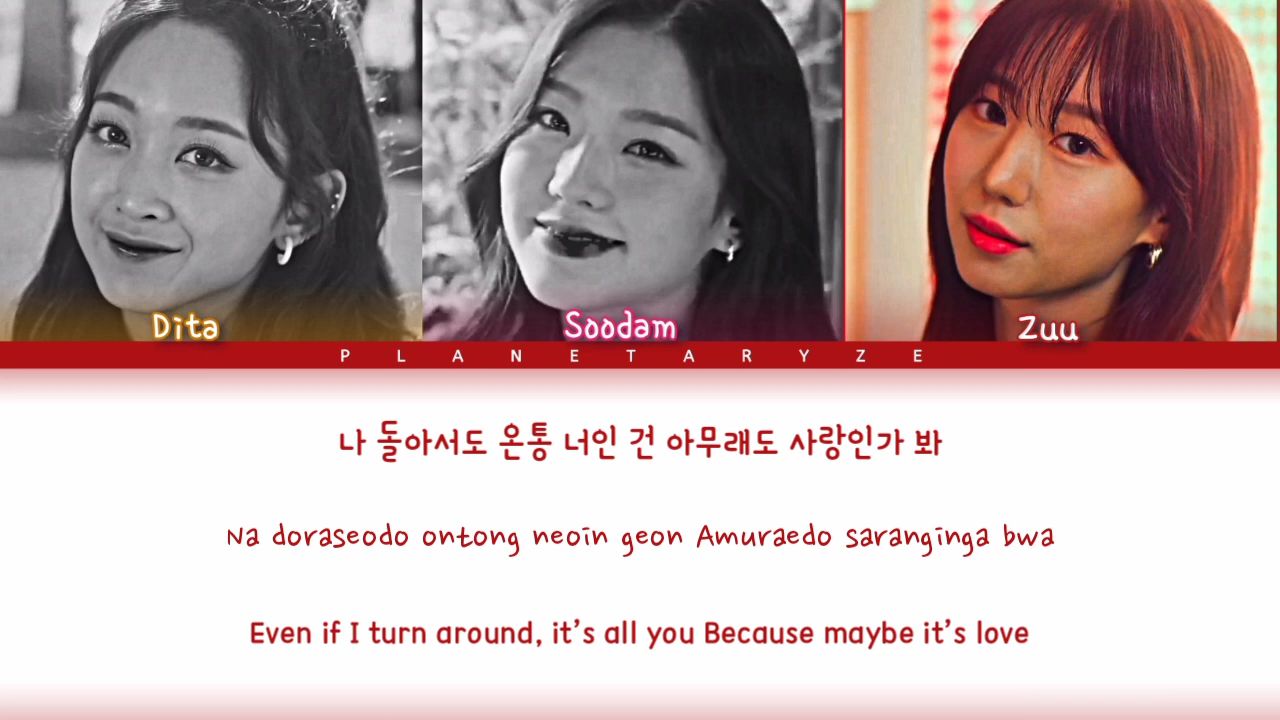 Dita
Soodam
Zuu
PLANETARYZE
나 돌아서도 온통 너인 건 아무래도 사랑인가 봐
Na doraseodo ontong neoin geon Amuraedo saranginga bwa
Even if I turn around, it's all you Because maybe it's love